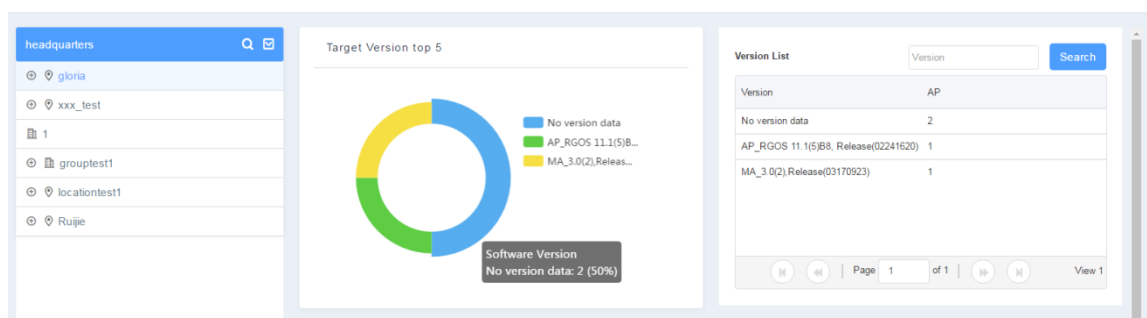 headquarters
gloria
xxx_test
1
grouptest1
locationtest1
Ruijie
Target Version top 5
No version data
AP_RGOS 11.1(5)B...
MA_3.0(2),Releas...
Software Version
No version data: 2 (50%)
Version List
Version
Search
Version AP
No version data 2
AP_RGOS 11.1(5)B8, Release(02241620) 1
MA_3.0(2),Release(03170923) 1
Page 1 of 1
View 1